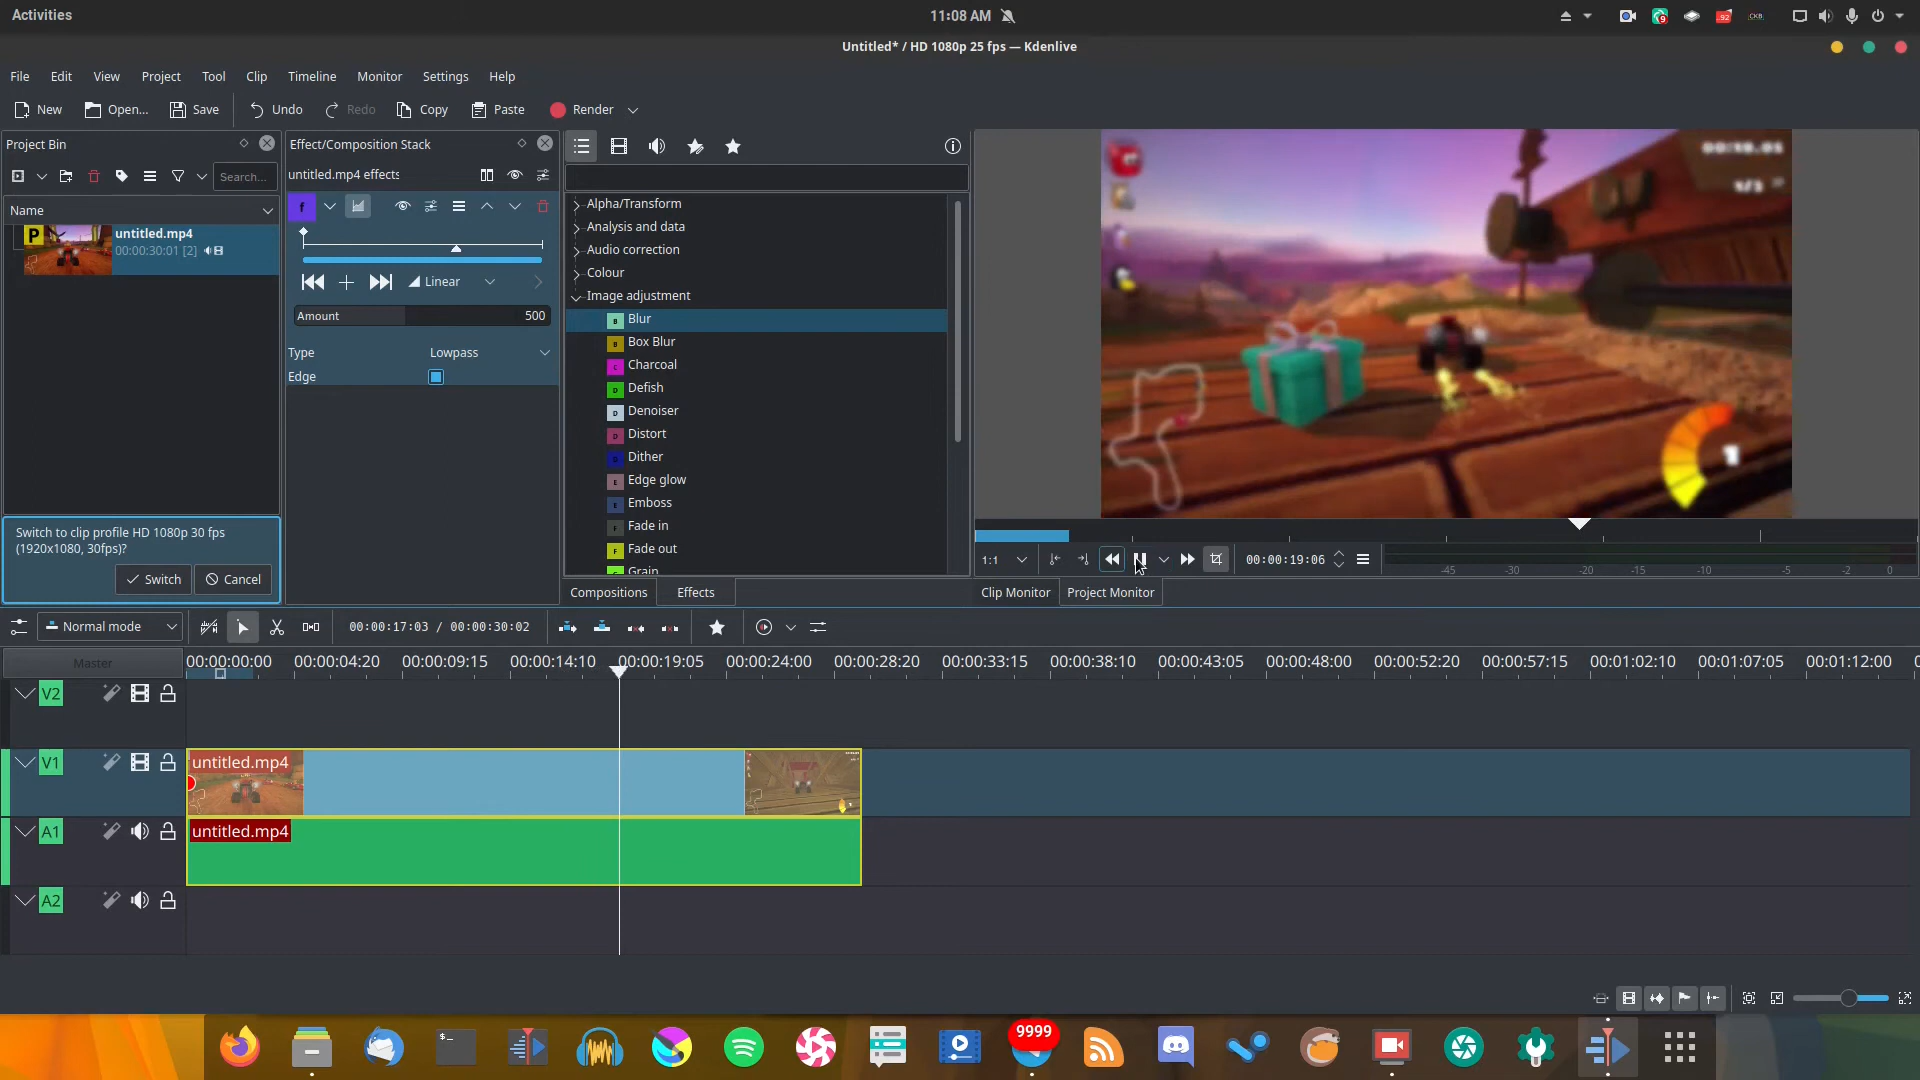 Activities
11:08 AM
9
92
CKB
Untitled* / HD 1080p 25 fps — Kdenlive
File Edit View Project Tool Clip Timeline Monitor Settings Help
New Open... Save Undo Redo Copy Paste Render
Project Bin
Effect/Composition Stack
untitled.mp4 effects
Search...
Name
P
untitled.mp4
00:00:30:01 [2]
f
Linear
Amount 500
Type Lowpass
Edge
Alpha/Transform
Analysis and data
Audio correction
Colour
Image adjustment
B Blur
B Box Blur
C Charcoal
D Defish
D Denoiser
D Distort
D Dither
E Edge glow
E Emboss
F Fade in
F Fade out
Grain
1
Switch to clip profile HD 1080p 30 fps
(1920x1080, 30fps)?
Switch Cancel
Compositions Effects
1:1
00:00:19:06
-45 -30 -20 -15 -10 -5 -2 0
Clip Monitor Project Monitor
Normal mode
00:00:17:03 / 00:00:30:02
Master
00:00:00:00 00:00:04:20 00:00:09:15 00:00:14:10 00:00:19:05 00:00:24:00 00:00:28:20 00:00:33:15 00:00:38:10 00:00:43:05 00:00:48:00 00:00:52:20 00:00:57:15 00:01:02:10 00:01:07:05 00:01:12:00
V2
V1
untitled.mp4
A1
untitled.mp4
A2
9999